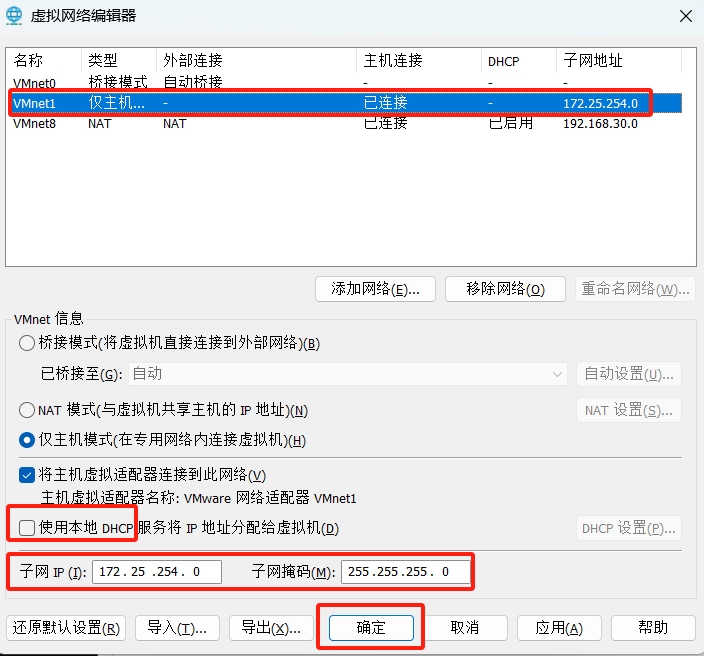 虚拟网络编辑器
名称 类型 外部连接 主机连接 DHCP 子网地址
VMnet0 桥接模式 自动桥接 - - -
VMnet1 仅主机... - 已连接 - 172.25.254.0
VMnet8 NAT NAT 已连接 已启用 192.168.30.0
添加网络(E)... 移除网络(O) 重命名网络(W)...
VMnet 信息
桥接模式(将虚拟机直接连接到外部网络)(B)
已桥接至(G): 自动 自动设置(U)...
NAT 模式(与虚拟机共享主机的 IP 地址)(N) NAT 设置(S)...
仅主机模式(在专用网络内连接虚拟机)(H)
将主机虚拟适配器连接到此网络(V)
主机虚拟适配器名称: VMware 网络适配器 VMnet1
使用本地 DHCP服务将 IP 地址分配给虚拟机(D) DHCP 设置(P)...
子网 IP (I): 172. 25 .254. 0 子网掩码(M): 255.255.255. 0
还原默认设置(R) 导入(T)... 导出(X)... 确定 取消 应用(A) 帮助